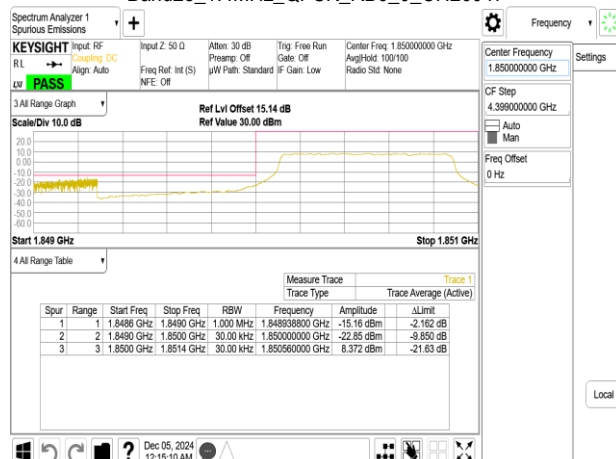 Spectrum Analyzer 1
Spurious Emissions
Frequency
KEYSIGHT
RL
PASS
Input: RF
Coupling: DC
Align: Auto
Input Z: 50 Ω
Freq Ref: Int (S)
NFE: Off
Atten: 30 dB
Preamp: Off
µW Path: Standard
Trig: Free Run
Gate: Off
IF Gain: Low
Center Freq: 1.850000000 GHz
Avg|Hold: 100/100
Radio Std: None
Center Frequency
1.850000000 GHz
Settings
CF Step
4.399000000 GHz
Auto
Man
Freq Offset
0 Hz
3 All Range Graph
Scale/Div 10.0 dB
Ref Lvl Offset 15.14 dB
Ref Value 30.00 dBm
20.0
10.0
0.00
-10.0
-20.0
-30.0
-40.0
-50.0
-60.0
Start 1.849 GHz
Stop 1.851 GHz
4 All Range Table
Measure Trace Trace 1
Trace Type Trace Average (Active)
Spur Range Start Freq Stop Freq RBW Frequency Amplitude ΔLimit
1 1 1.8486 GHz 1.8490 GHz 1.000 MHz 1.848938800 GHz -15.16 dBm -2.162 dB
2 2 1.8490 GHz 1.8500 GHz 30.00 kHz 1.850000000 GHz -22.85 dBm -9.850 dB
3 3 1.8500 GHz 1.8514 GHz 30.00 kHz 1.850560000 GHz 8.372 dBm -21.63 dB
Local
?
Dec 05, 2024
12:15:10 AM